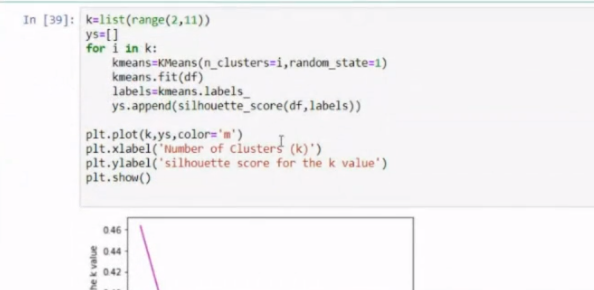 In [39]: k=list(range(2,11))
ys=[]
for i in k:
    kmeans=KMeans(n_clusters=i,random_state=1)
    kmeans.fit(df)
    labels=kmeans.labels_
    ys.append(silhouette_score(df,labels))

plt.plot(k,ys,color='m')
plt.xlabel('Number of Clusters (k)')
plt.ylabel('silhouette score for the k value')
plt.show()
0.46
0.44
0.42
the k value